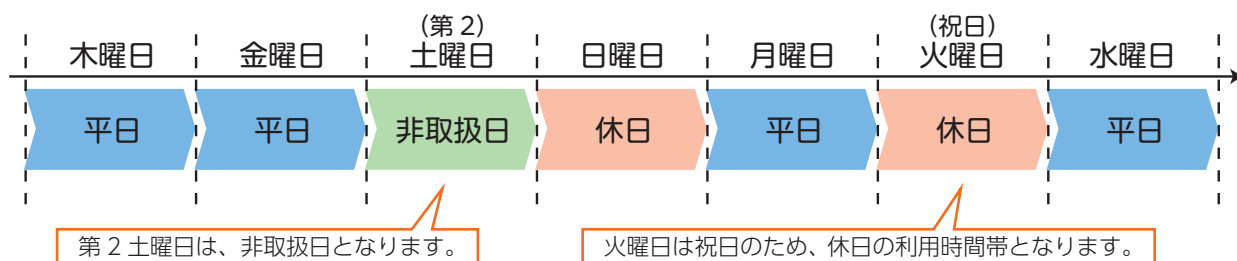 (第2)
(祝日)
木曜日 金曜日 土曜日 日曜日 月曜日 火曜日 水曜日
平日 平日 非取扱日 休日 平日 休日 平日
第2土曜日は、非取扱日となります。
火曜日は祝日のため、休日の利用時間帯となります。